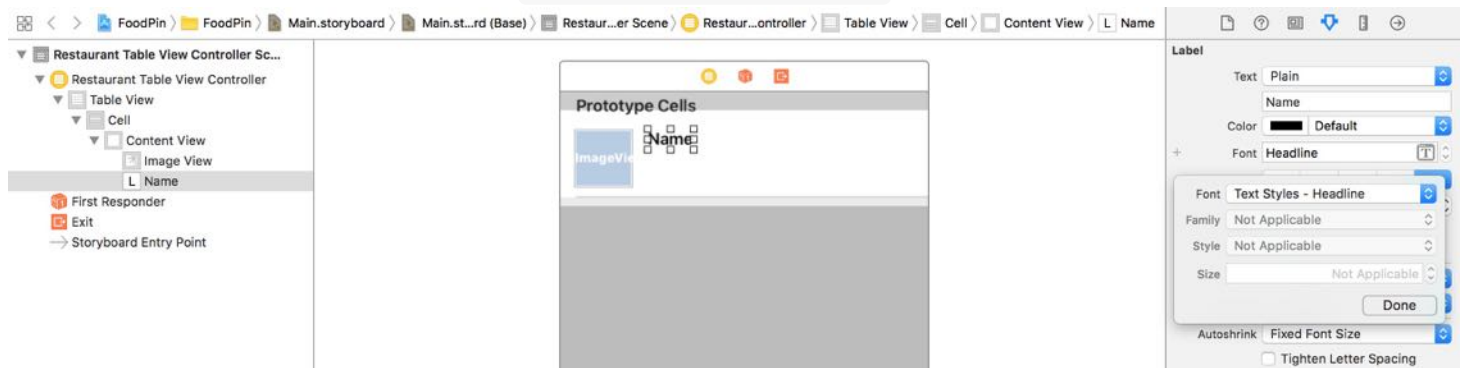 FoodPin FoodPin Main.storyboard Main.st...rd (Base) Restaur...er Scene Restaur...ontroller Table View Cell Content View L Name
Restaurant Table View Controller Sc...
Restaurant Table View Controller
Table View
Cell
Content View
Image View
L Name
First Responder
Exit
Storyboard Entry Point
Prototype Cells
ImageVie
Name
Label
Text Plain
Name
Color Default
Font Headline
Font Text Styles - Headline
Family Not Applicable
Style Not Applicable
Size Not Applicable
Done
Autoshrink Fixed Font Size
Tighten Letter Spacing